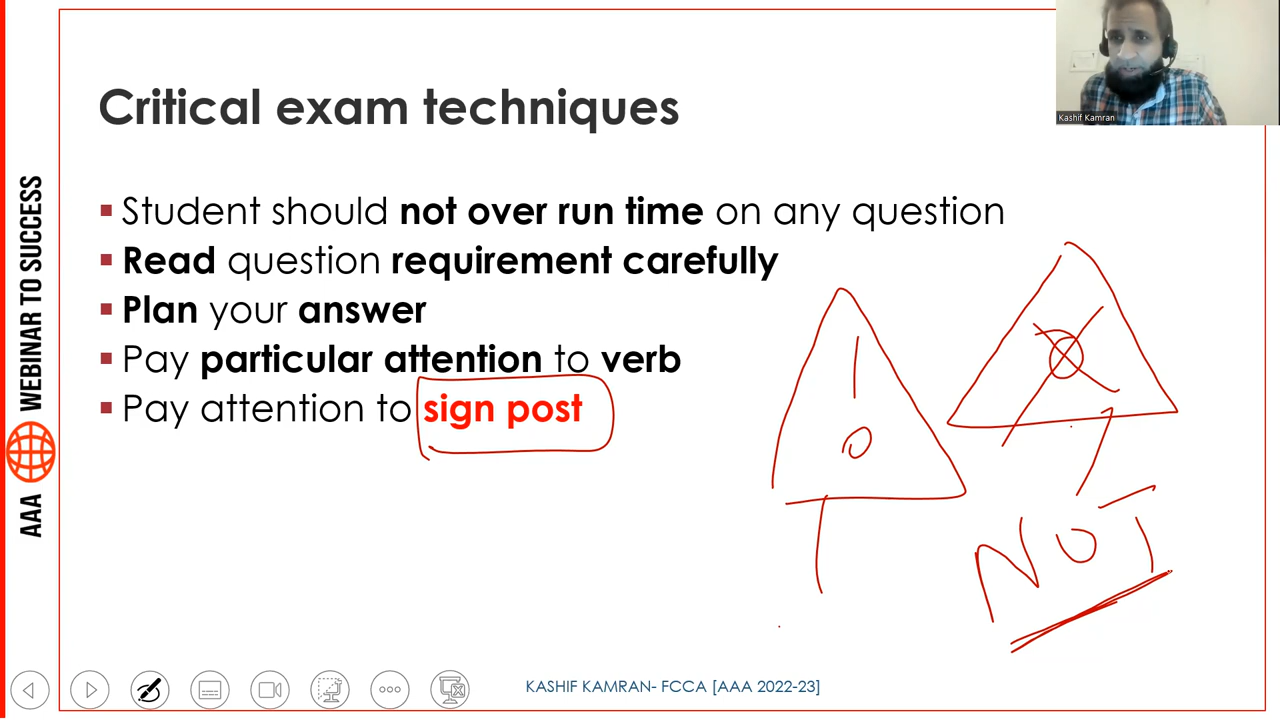 Kashif Kamran
Critical exam techniques
▪ Student should not over run time on any question
▪ Read question requirement carefully
▪ Plan your answer
▪ Pay particular attention to verb
▪ Pay attention to sign post
NOT
AAA WEBINAR TO SUCCESS
KASHIF KAMRAN- FCCA [AAA 2022-23]